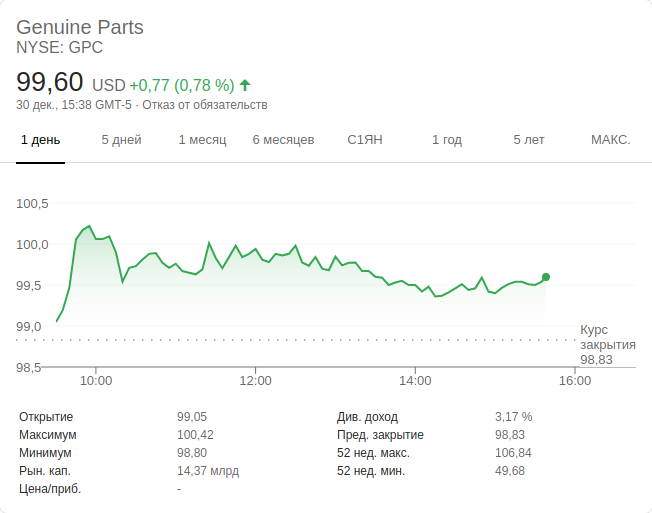 Genuine Parts
NYSE: GPC
99,60 USD +0,77 (0,78 %)
30 дек., 15:38 GMT-5 · Отказ от обязательств
1 день 5 дней 1 месяц 6 месяцев С1ЯН 1 год 5 лет МАКС.
100,5
100,0
99,5
99,0
Курс
закрытия
98,83
98,5
10:00 12:00 14:00 16:00
Открытие 99,05 Див. доход 3,17 %
Максимум 100,42 Пред. закрытие 98,83
Минимум 98,80 52 нед. макс. 106,84
Рын. кап. 14,37 млрд 52 нед. мин. 49,68
Цена/приб. -